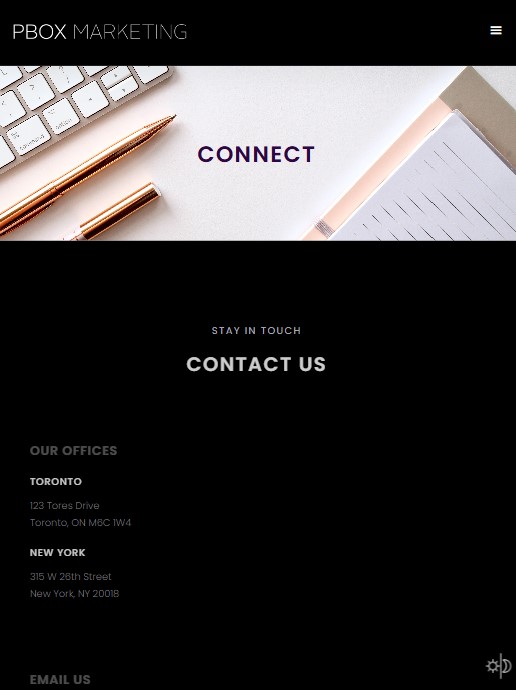 PBOX MARKETING
CONNECT
STAY IN TOUCH
CONTACT US
OUR OFFICES
TORONTO
123 Tores Drive
Toronto, ON M6C 1W4
NEW YORK
315 W 26th Street
New York, NY 20018
EMAIL US